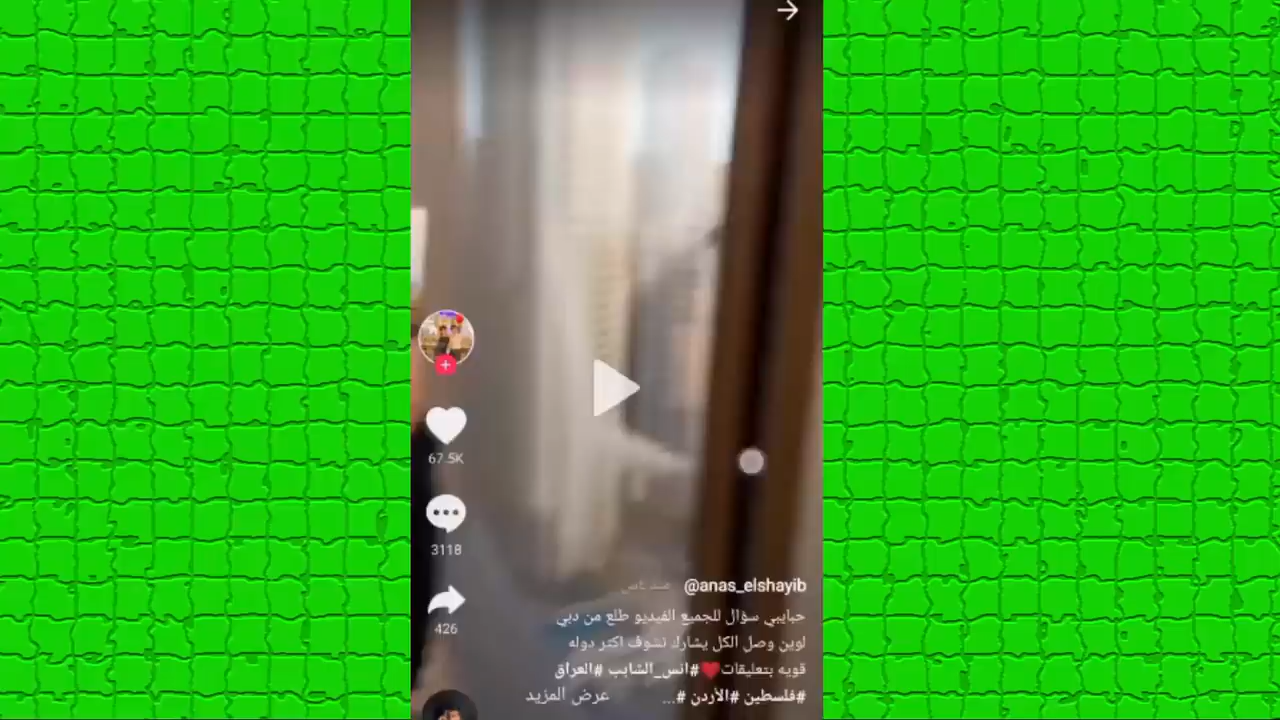 67.5K
3118
426
@anas_elshayib
حبايبي سؤال للجميع الفيديو طلع من دبي
لوين وصل الكل يشارك نشوف اكثر دوله
قويه بتعليقات❤️#انس_الشايب #العراق
#فلسطين #الأردن #... عرض المزيد